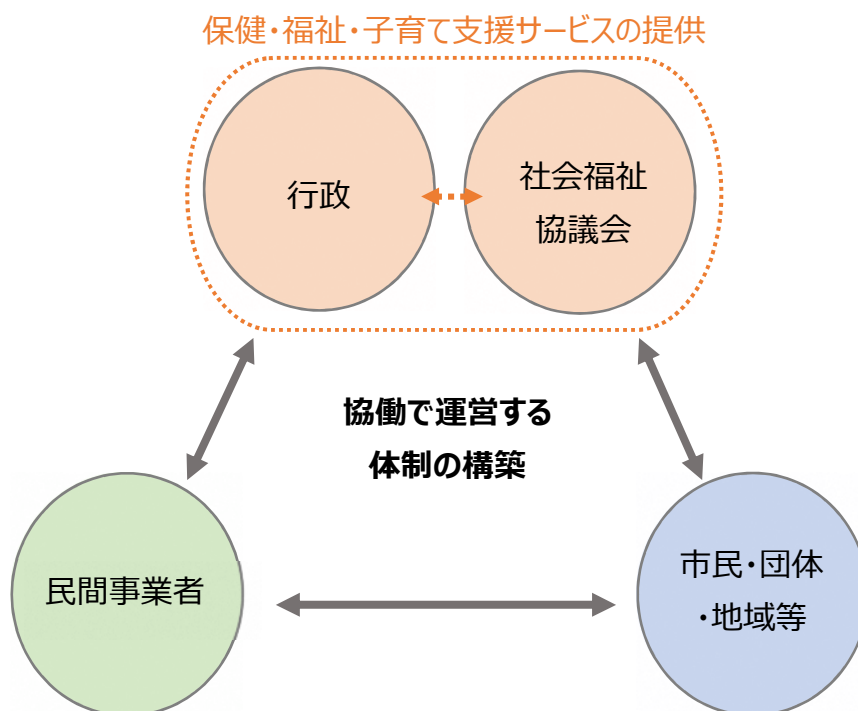 保健・福祉・子育て支援サービスの提供
行政
社会福祉
協議会
協働で運営する
体制の構築
民間事業者
市民・団体
・地域等